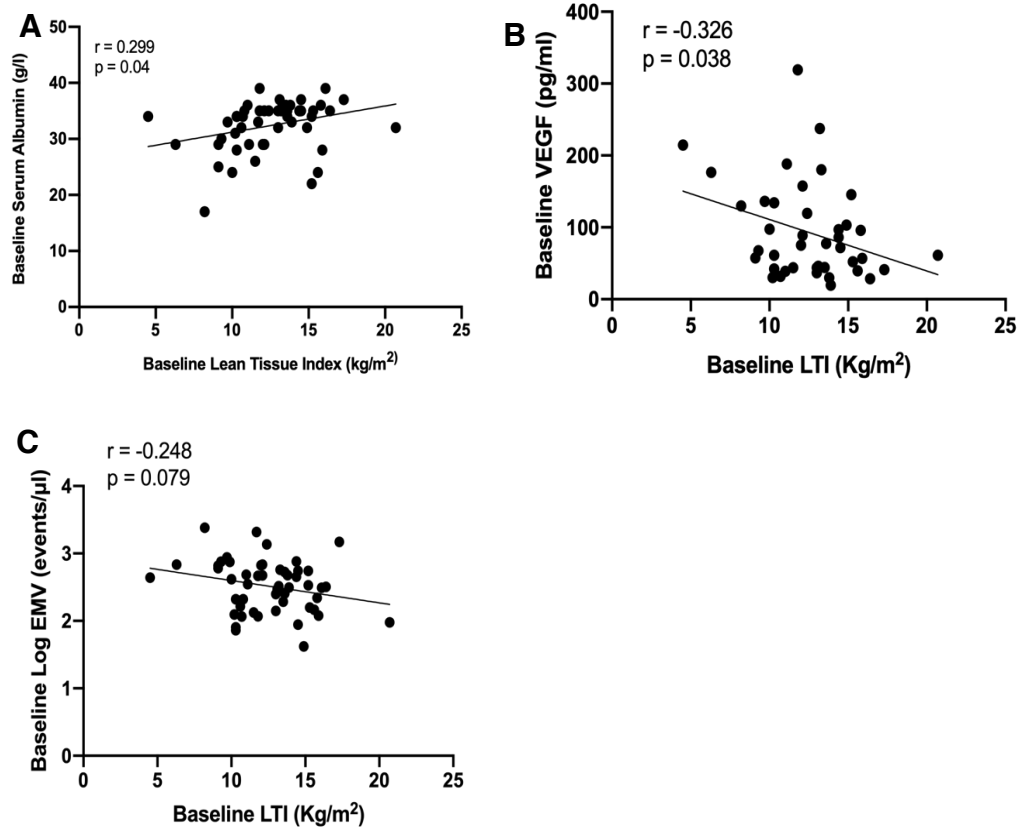 A
r = 0.299
p = 0.04
Baseline Serum Albumin (g/l)
50
40
30
20
10
0
0 5 10 15 20 25
Baseline Lean Tissue Index (kg/m²)
B
r = -0.326
p = 0.038
Baseline VEGF (pg/ml)
400
300
200
100
0
0 5 10 15 20 25
Baseline LTI (Kg/m²)
C
r = -0.248
p = 0.079
Baseline Log EMV (events/µl)
4
3
2
1
0
0 5 10 15 20 25
Baseline LTI (Kg/m²)